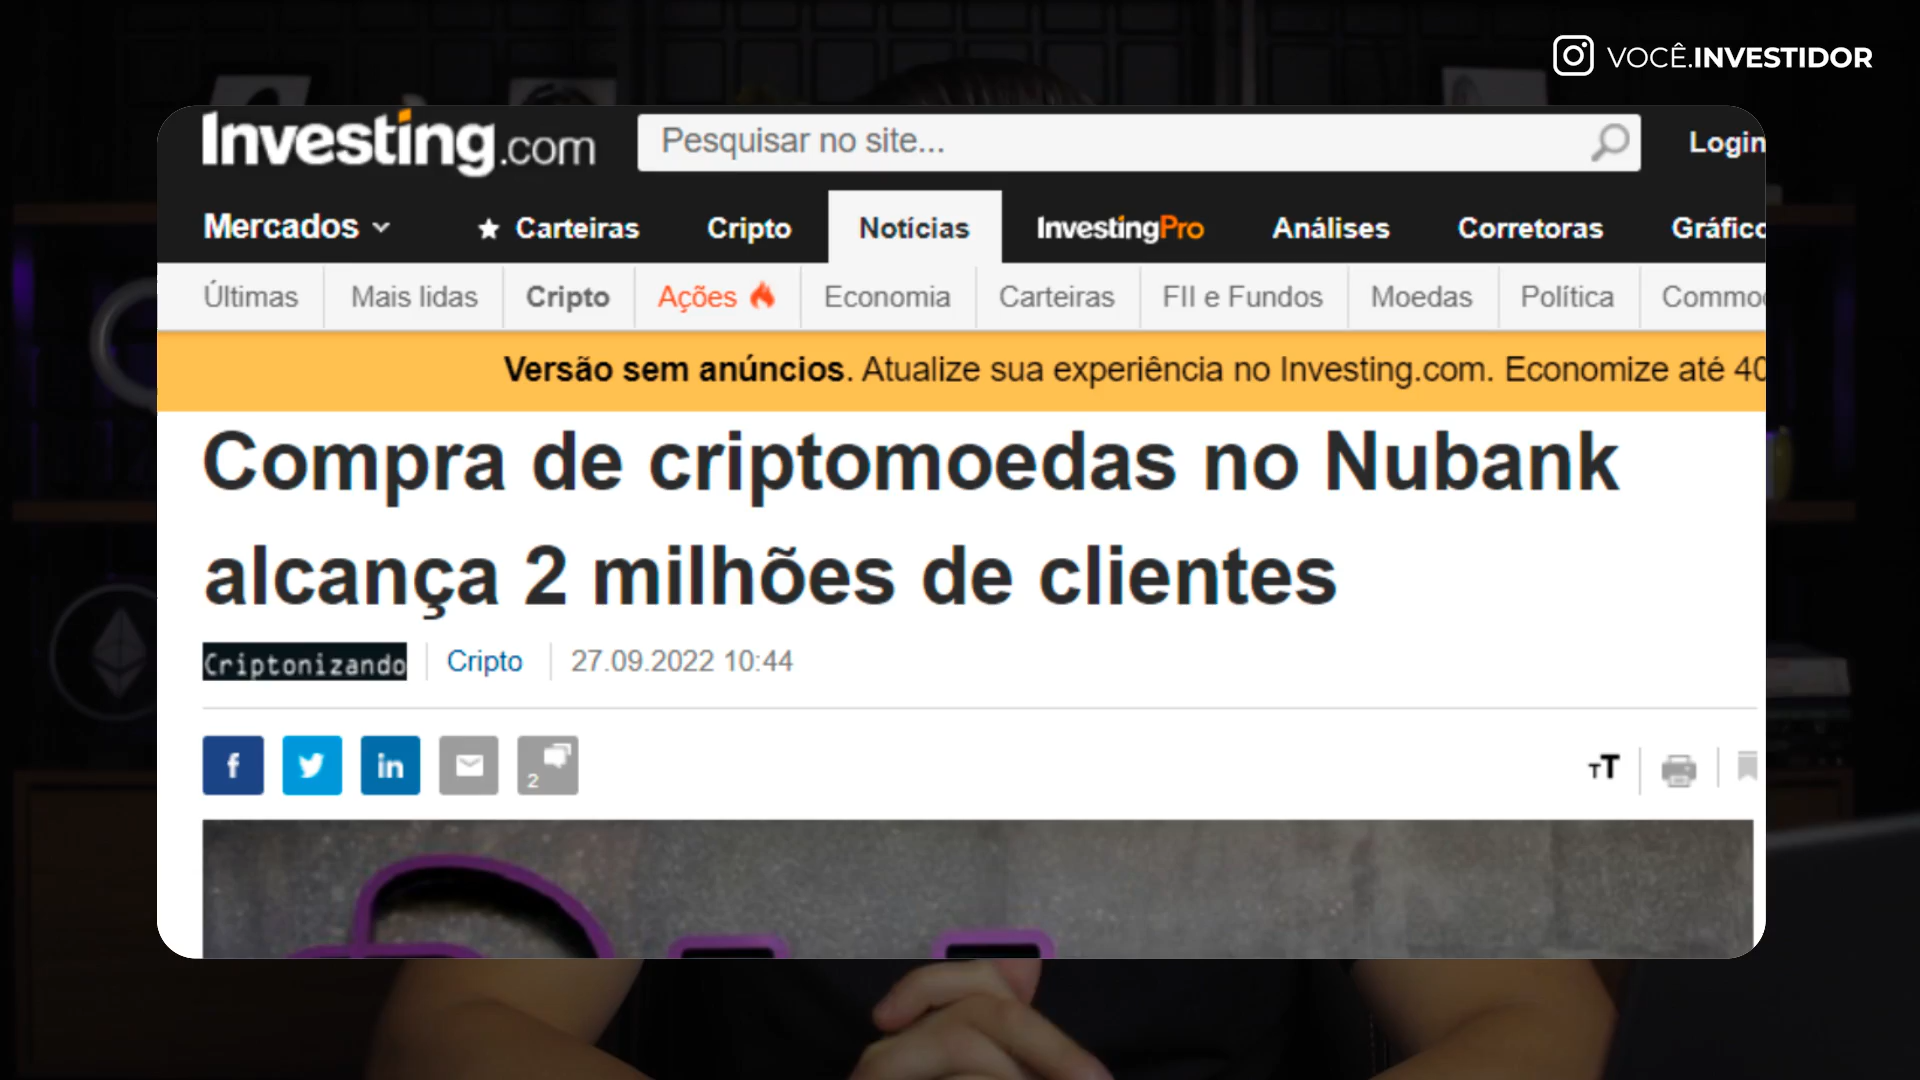 VOCÊ.INVESTIDOR
Investing.com
Pesquisar no site...
Login
Mercados
Carteiras
Cripto
Notícias
InvestingPro
Análises
Corretoras
Últimas
Mais lidas
Cripto
Ações
Economia
Carteiras
FII e Fundos
Moedas
Política
Versão sem anúncios. Atualize sua experiência no Investing.com. Economize até 40
Compra de criptomoedas no Nubank
alcança 2 milhões de clientes
Criptonizando
Cripto
27.09.2022 10:44
f
in
2
TT